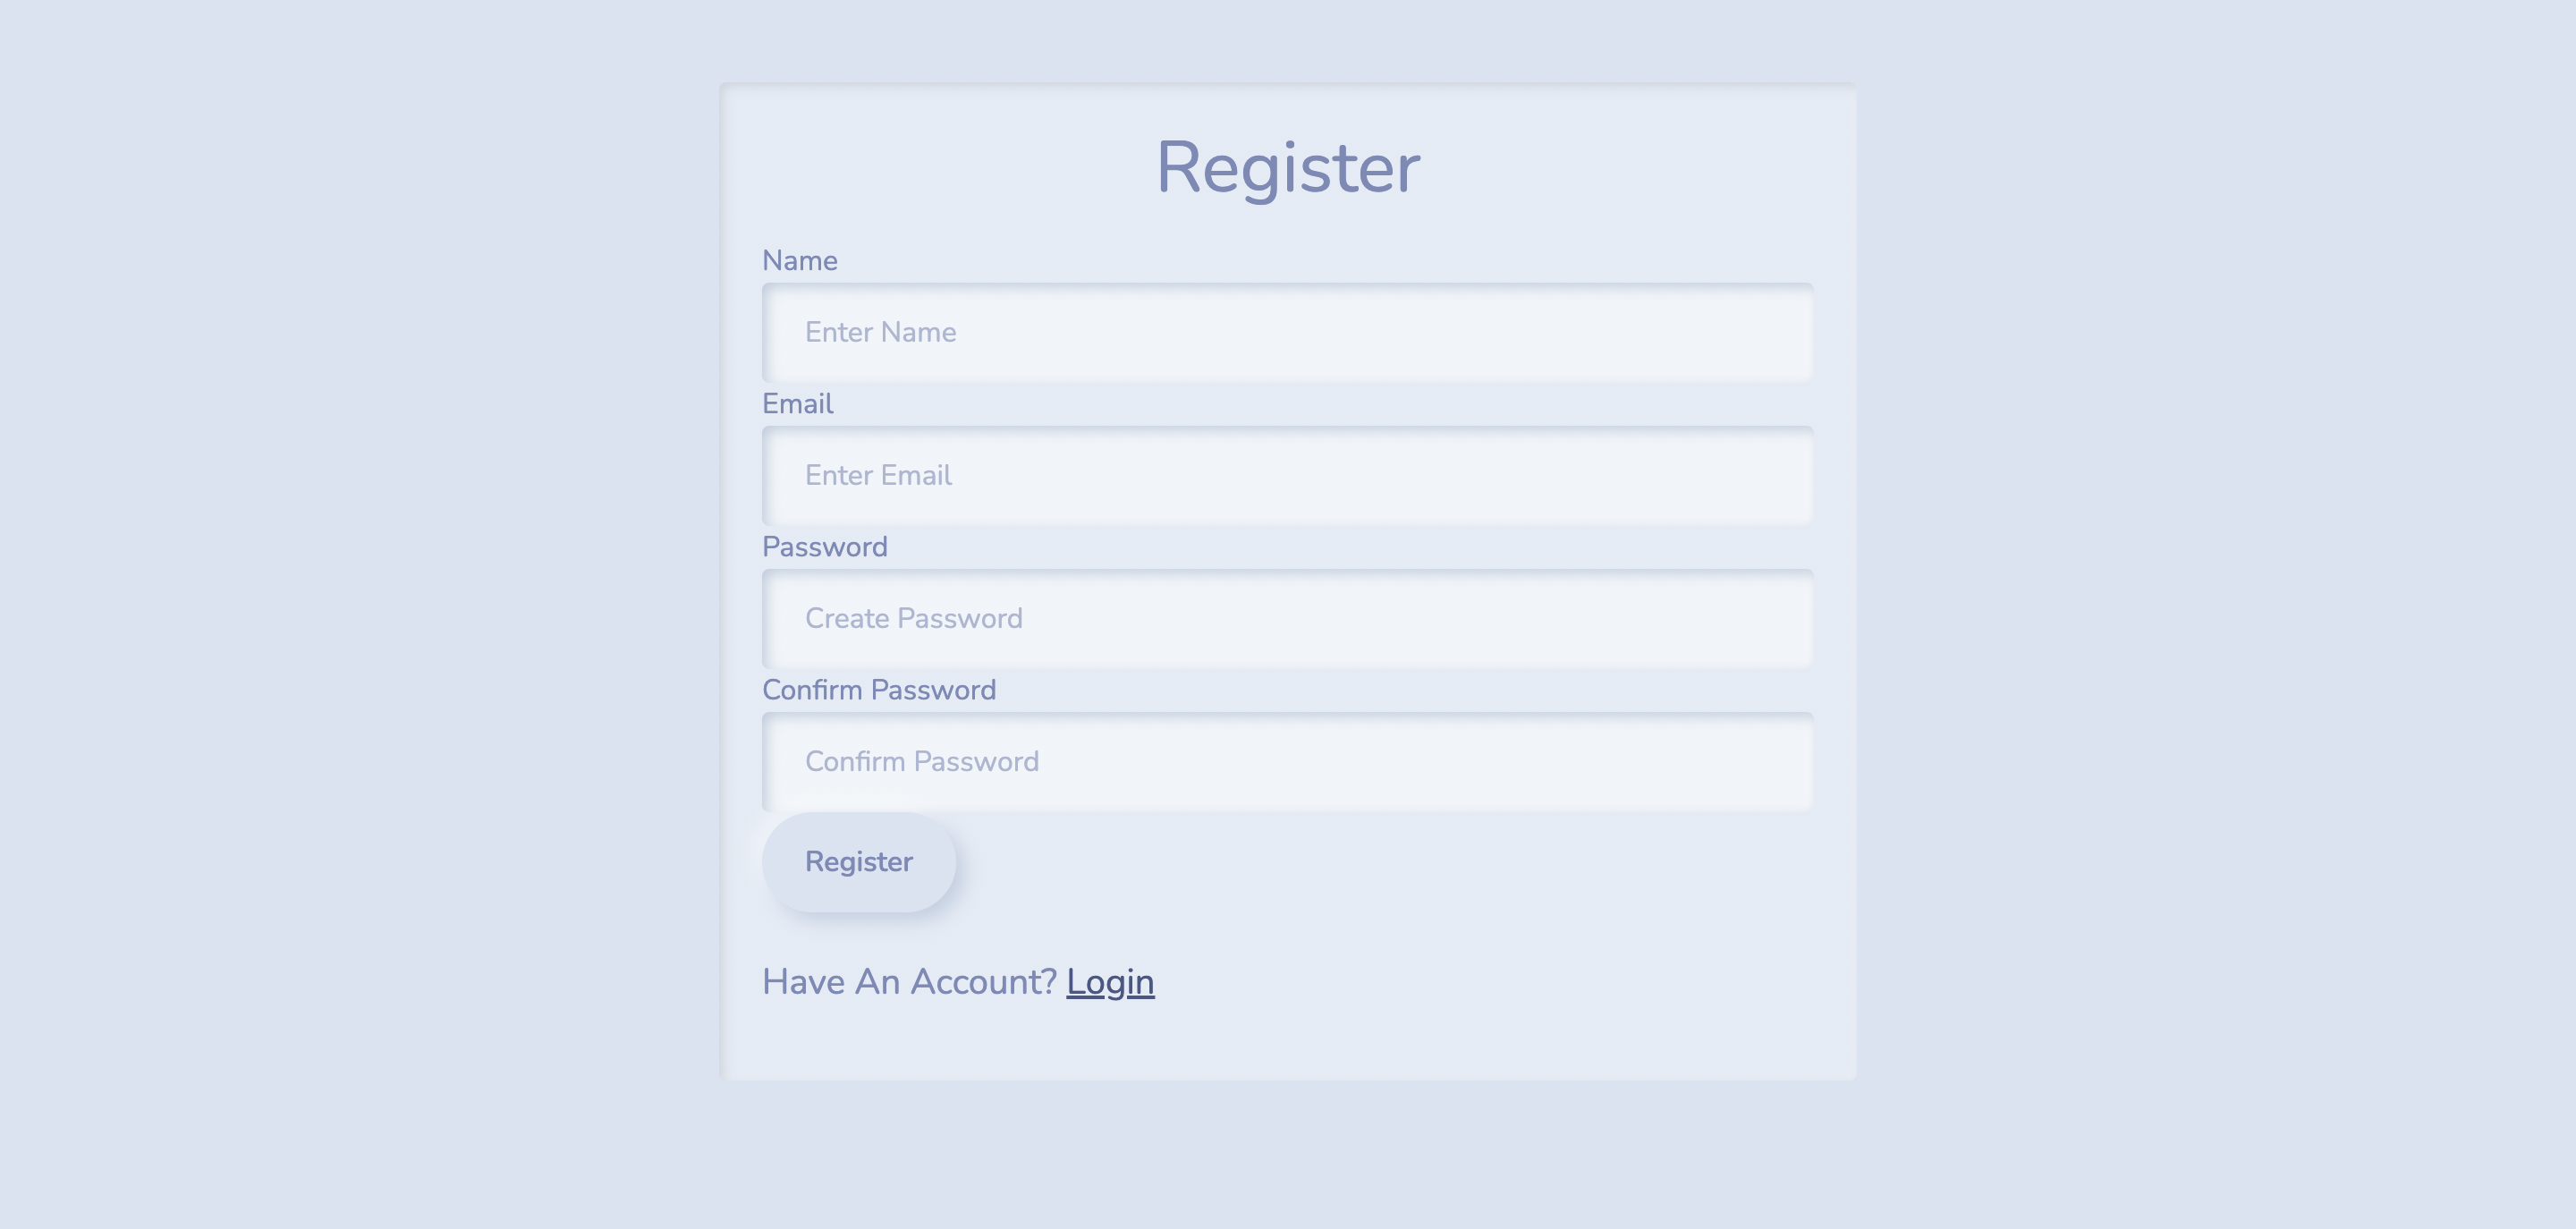 Register
Name
Enter Name
Email
Enter Email
Password
Create Password
Confirm Password
Confirm Password
Register
Have An Account? Login